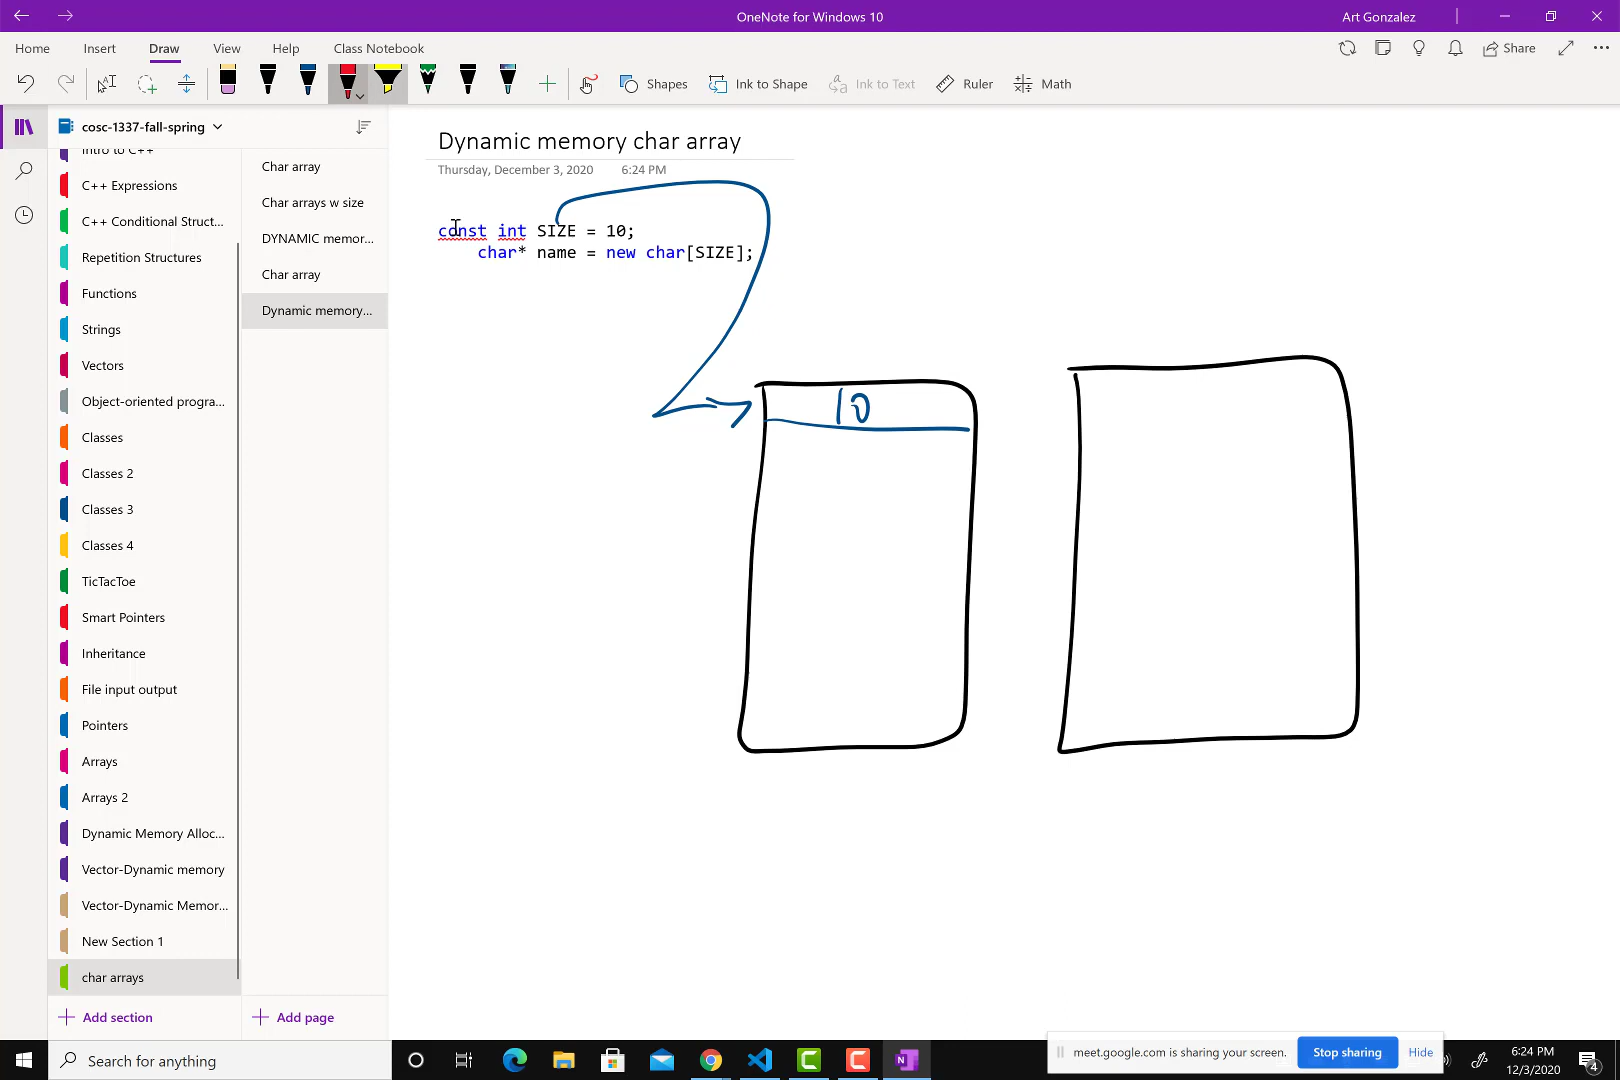 OneNote for Windows 10
Art Gonzalez
Home Insert Draw View Help Class Notebook
Share
Shapes Ink to Shape Ink to Text Ruler Math
cosc-1337-fall-spring
Intro to C++
C++ Expressions
C++ Conditional Struct...
Repetition Structures
Functions
Strings
Vectors
Object-oriented progra...
Classes
Classes 2
Classes 3
Classes 4
TicTacToe
Smart Pointers
Inheritance
File input output
Pointers
Arrays
Arrays 2
Dynamic Memory Alloc...
Vector-Dynamic memory
Vector-Dynamic Memor...
New Section 1
char arrays
Add section
Char array
Char arrays w size
DYNAMIC memor...
Char array
Dynamic memory...
Add page
Dynamic memory char array
Thursday, December 3, 2020 6:24 PM
const int SIZE = 10;
char* name = new char[SIZE];
10
Search for anything
meet.google.com is sharing your screen. Stop sharing Hide
6:24 PM
12/3/2020
4